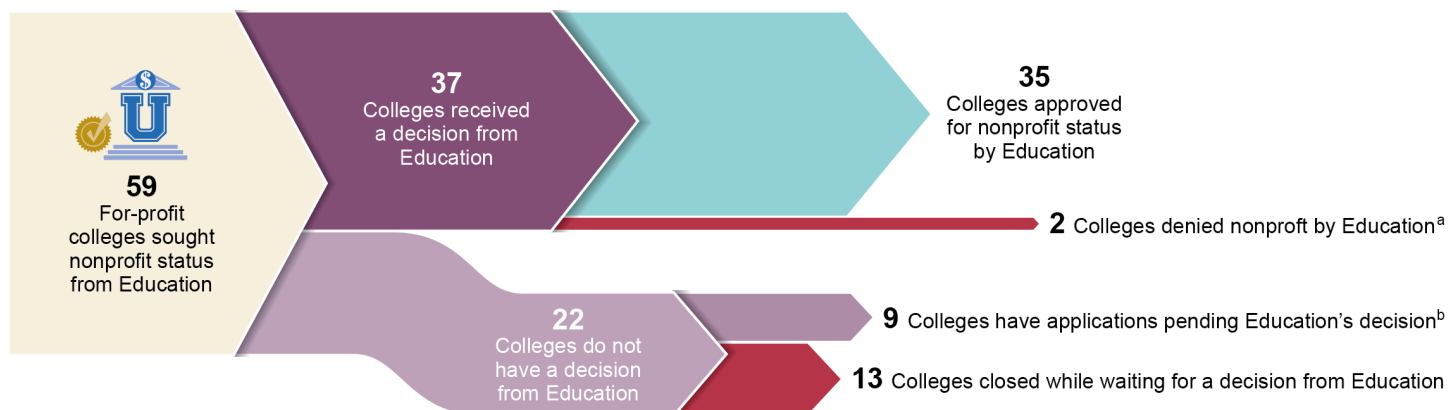 $
U
59
For-profit
colleges sought
nonprofit status
from Education
37
Colleges received
a decision from
Education
35
Colleges approved
for nonprofit status
by Education
2 Colleges denied nonproft by Educationᵃ
22
Colleges do not
have a decision
from Education
9 Colleges have applications pending Education’s decisionᵇ
13 Colleges closed while waiting for a decision from Education